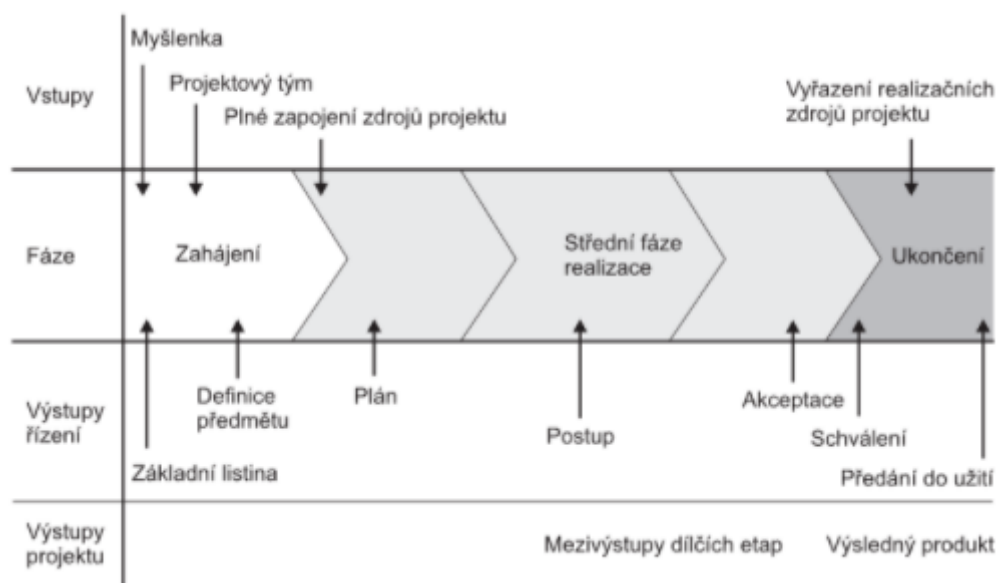 Myšlenka
Vstupy
Projektový tým
Plné zapojení zdrojů projektu
Vyřazení realizačních
zdrojů projektu
Fáze
Zahájení
Střední fáze
realizace
Ukončení
Výstupy
řízení
Definice
předmětu
Plán
Postup
Akceptace
Schválení
Základní listina
Předání do užití
Výstupy
projektu
Mezivýstupy dílčích etap
Výsledný produkt